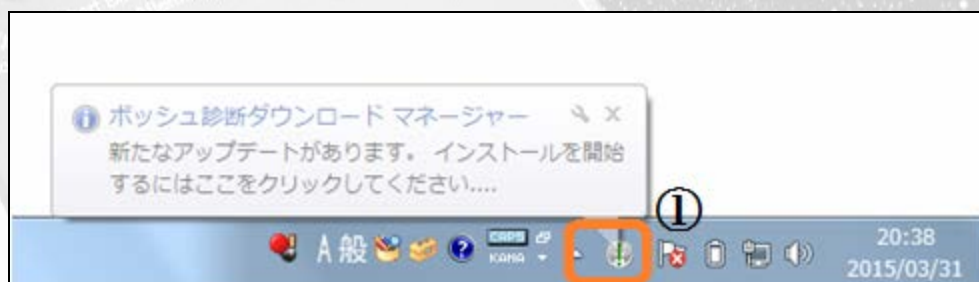 ボッシュ診断ダウンロード マネージャー
新たなアップデートがあります。 インストールを開始
するにはここをクリックしてください....
①
A 般 CAPS
KANA
20:38
2015/03/31